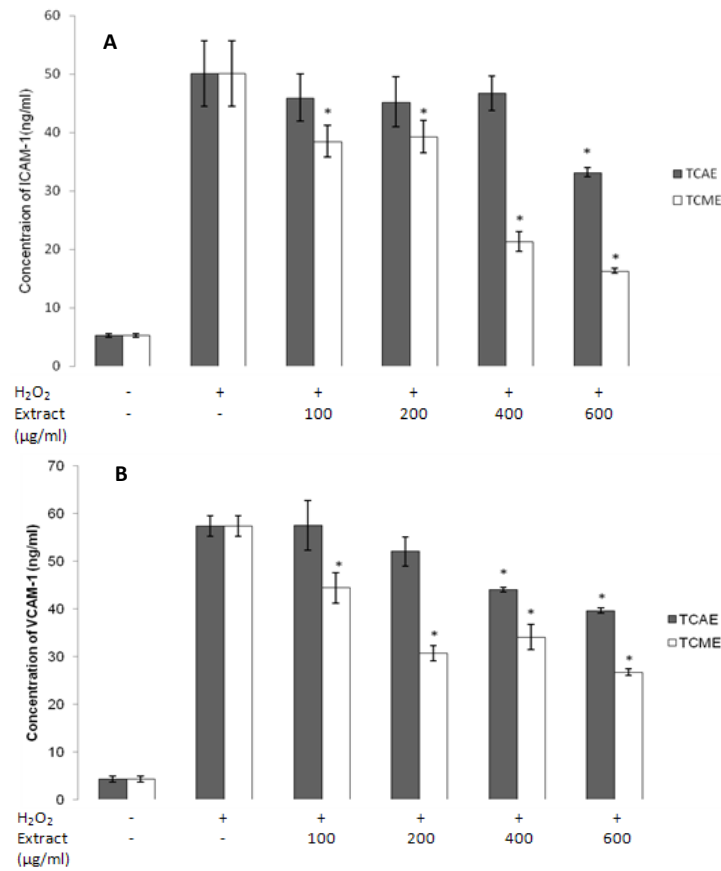 A
60
50
40
30
20
10
0
Concentraion of ICAM-1(ng/ml)
* * * * *
TCAE
TCME
H₂O₂ - + + + + +
Extract - - 100 200 400 600
(µg/ml)
B
70
60
50
40
30
20
10
0
Concentration of VCAM-1 (ng/ml)
* * * * * *
TCAE
TCME
H₂O₂ - + + + + +
Extract - - 100 200 400 600
(µg/ml)